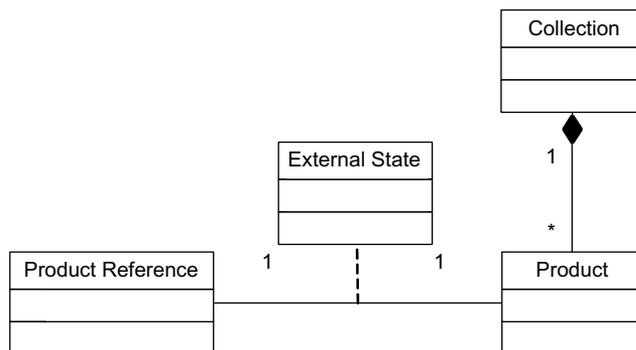 Collection
1
External State
*
1
1
Product Reference
Product